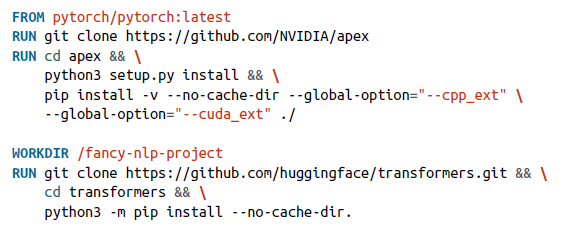 FROM pytorch/pytorch:latest
RUN git clone https://github.com/NVIDIA/apex
RUN cd apex && \
    python3 setup.py install && \
    pip install -v --no-cache-dir --global-option="--cpp_ext" \
    --global-option="--cuda_ext" ./

WORKDIR /fancy-nlp-project
RUN git clone https://github.com/huggingface/transformers.git && \
    cd transformers && \
    python3 -m pip install --no-cache-dir.